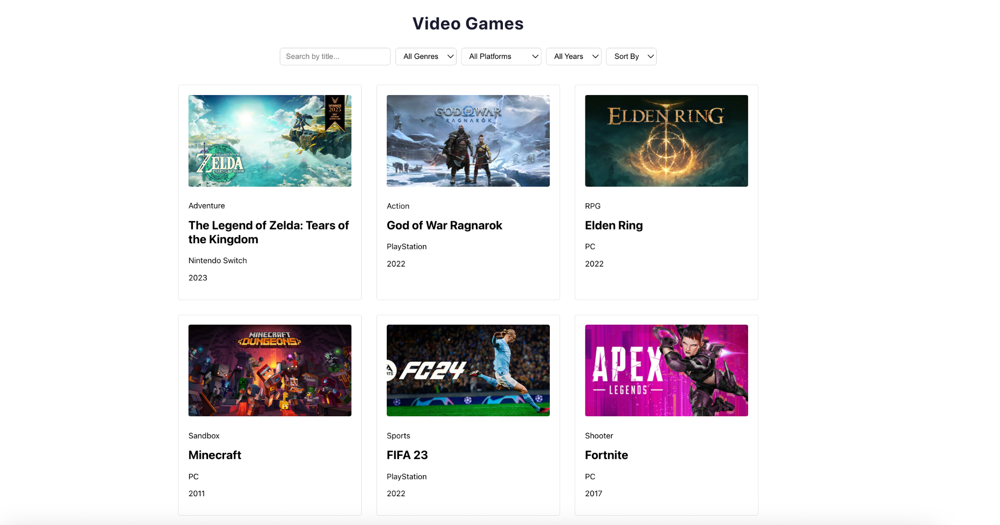 Video Games
Search by title...
All Genres
All Platforms
All Years
Sort By
WINNER
2023
BEST
ACTION/
ADVENTURE
THE LEGEND OF
ZELDA
TEARS OF THE KINGDOM
Adventure
The Legend of Zelda: Tears of
the Kingdom
Nintendo Switch
2023
GOD OF WAR
RAGNARÖK
Action
God of War Ragnarok
PlayStation
2022
ELDEN RING
RPG
Elden Ring
PC
2022
MINECRAFT
DUNGEONS
Sandbox
Minecraft
PC
2011
FC24
Sports
FIFA 23
PlayStation
2022
APEX
LEGENDS
Shooter
Fortnite
PC
2017